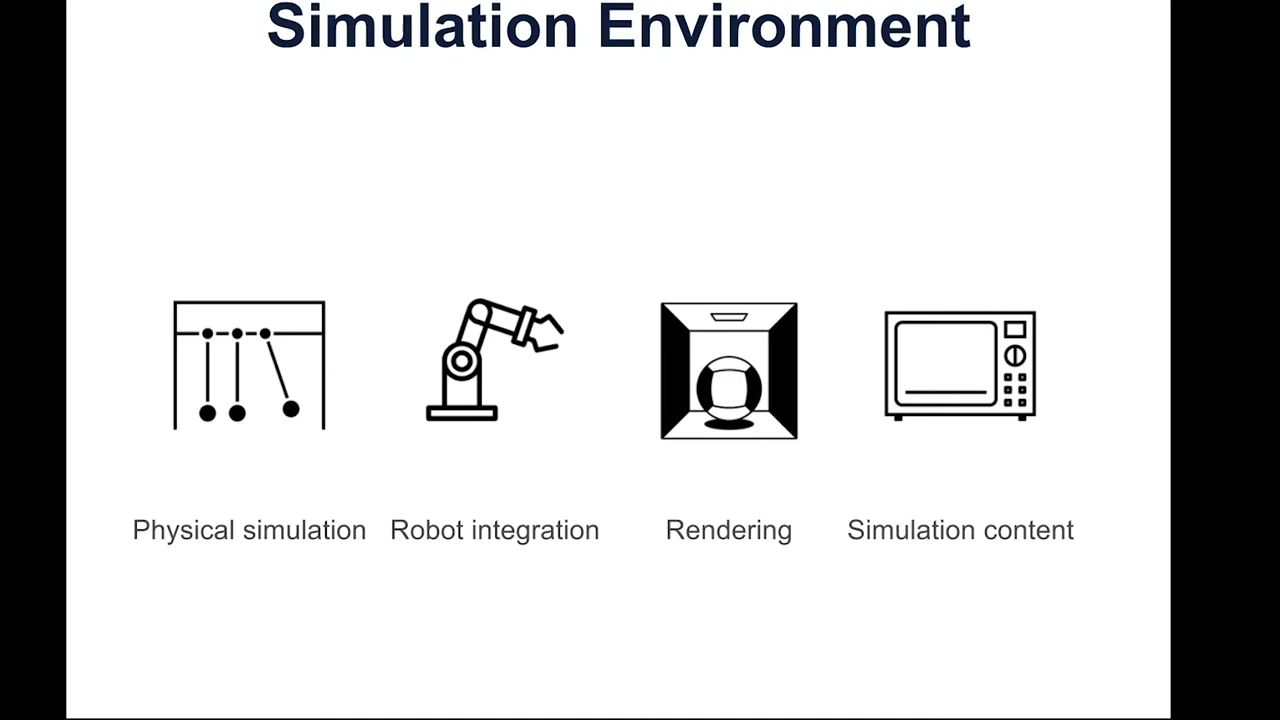 Simulation Environment
Physical simulation
Robot integration
Rendering
Simulation content